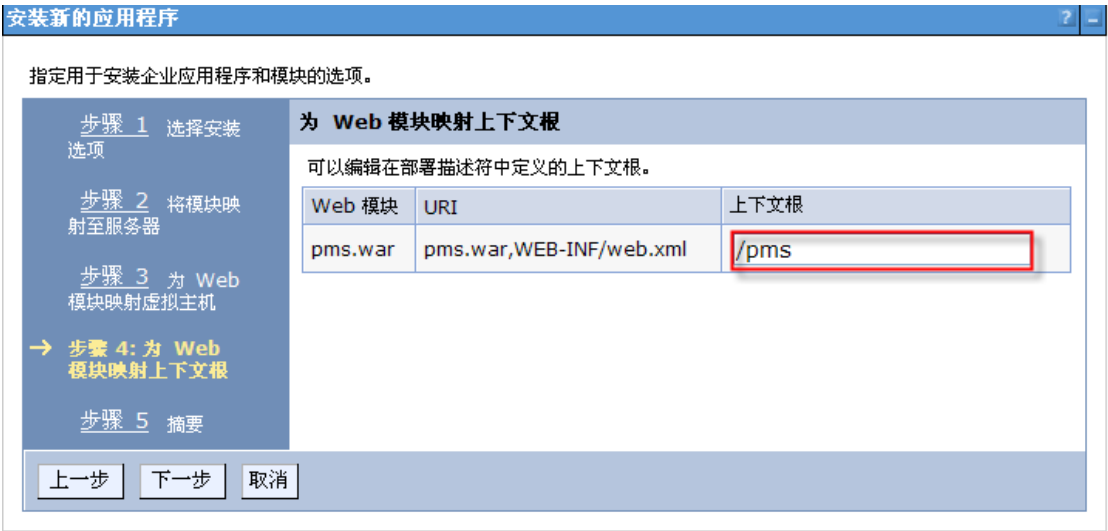 安装新的应用程序
? –
指定用于安装企业应用程序和模块的选项。
步骤 1 选择安装
选项
步骤 2 将模块映
射至服务器
步骤 3 为 Web
模块映射虚拟主机
→ 步骤 4: 为 Web
模块映射上下文根
步骤 5 摘要
为 Web 模块映射上下文根
可以编辑在部署描述符中定义的上下文根。
Web 模块 URI 上下文根
pms.war pms.war,WEB-INF/web.xml /pms
上一步 下一步 取消